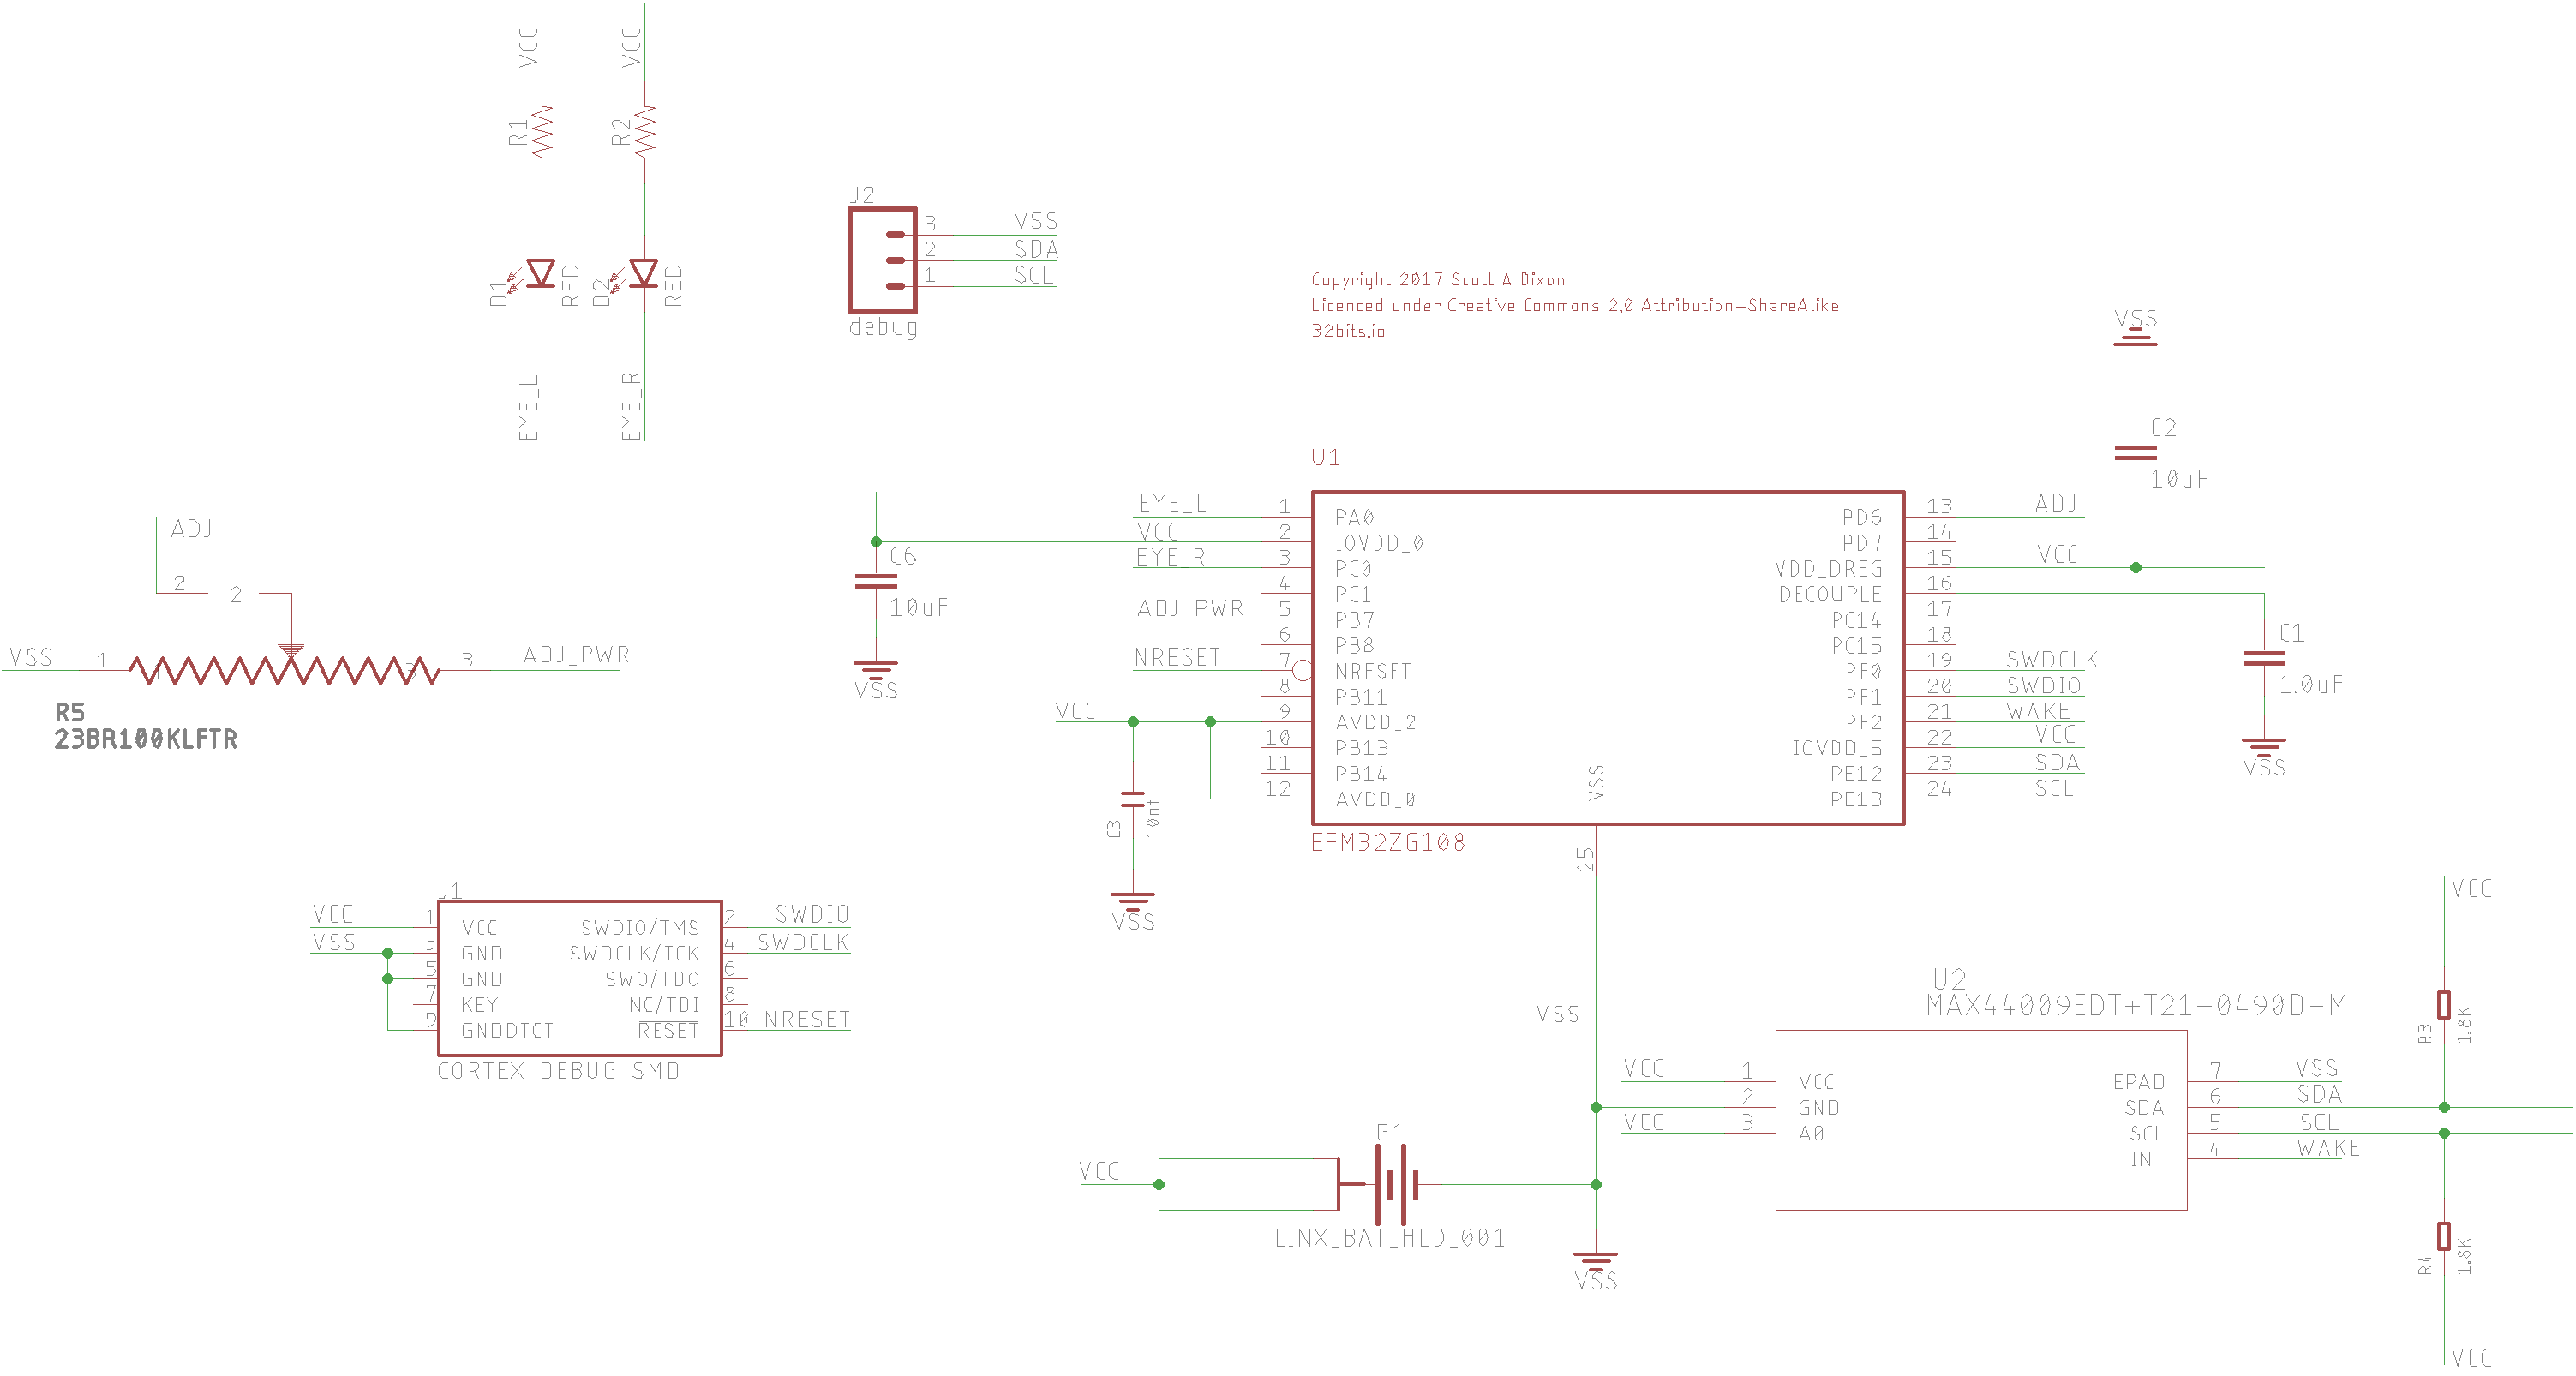 VCC
VCC
R1
R2
D1
RED
D2
RED
EYE_L
EYE_R
J2
3
VSS
2
SDA
1
SCL
debug
Copyright 2017 Scott A Dixon
Licenced under Creative Commons 2.0 Attribution-ShareAlike
32bits.io
VSS
C2
10uF
ADJ
2
2
VSS
1
1
3
3
ADJ_PWR
R5
23BR100KLFTR
C6
10uF
VSS
U1
EYE_L 1 PA0
VCC 2 IOVDD_0
EYE_R 3 PC0
4 PC1
ADJ_PWR 5 PB7
6 PB8
NRESET 7 NRESET
8 PB11
VCC 9 AVDD_2
10 PB13
11 PB14
12 AVDD_0
PD6 13 ADJ
PD7 14
VDD_DREG 15 VCC
DECOUPLE 16
PC14 17
PC15 18
PF0 19 SWDCLK
PF1 20 SWDIO
PF2 21 WAKE
IOVDD_5 22 VCC
PE12 23 SDA
PE13 24 SCL
VSS
25
EFM32ZG108
C1
1.0uF
VSS
C3
10nf
VSS
J1
VCC 1 VCC
VSS 3 GND
5 GND
7 KEY
9 GNDDTCT
SWDIO/TMS 2 SWDIO
SWDCLK/TCK 4 SWDCLK
SWO/TDO 6
NC/TDI 8
RESET 10 NRESET
CORTEX_DEBUG_SMD
VSS
VCC
G1
LINX_BAT_HLD_001
VSS
U2
MAX44009EDT+T21-0490D-M
VCC 1 VCC
2 GND
VCC 3 A0
EPAD 7 VSS
SDA 6 SDA
SCL 5 SCL
INT 4 WAKE
VCC
R3
1.8K
R4
1.8K
VCC